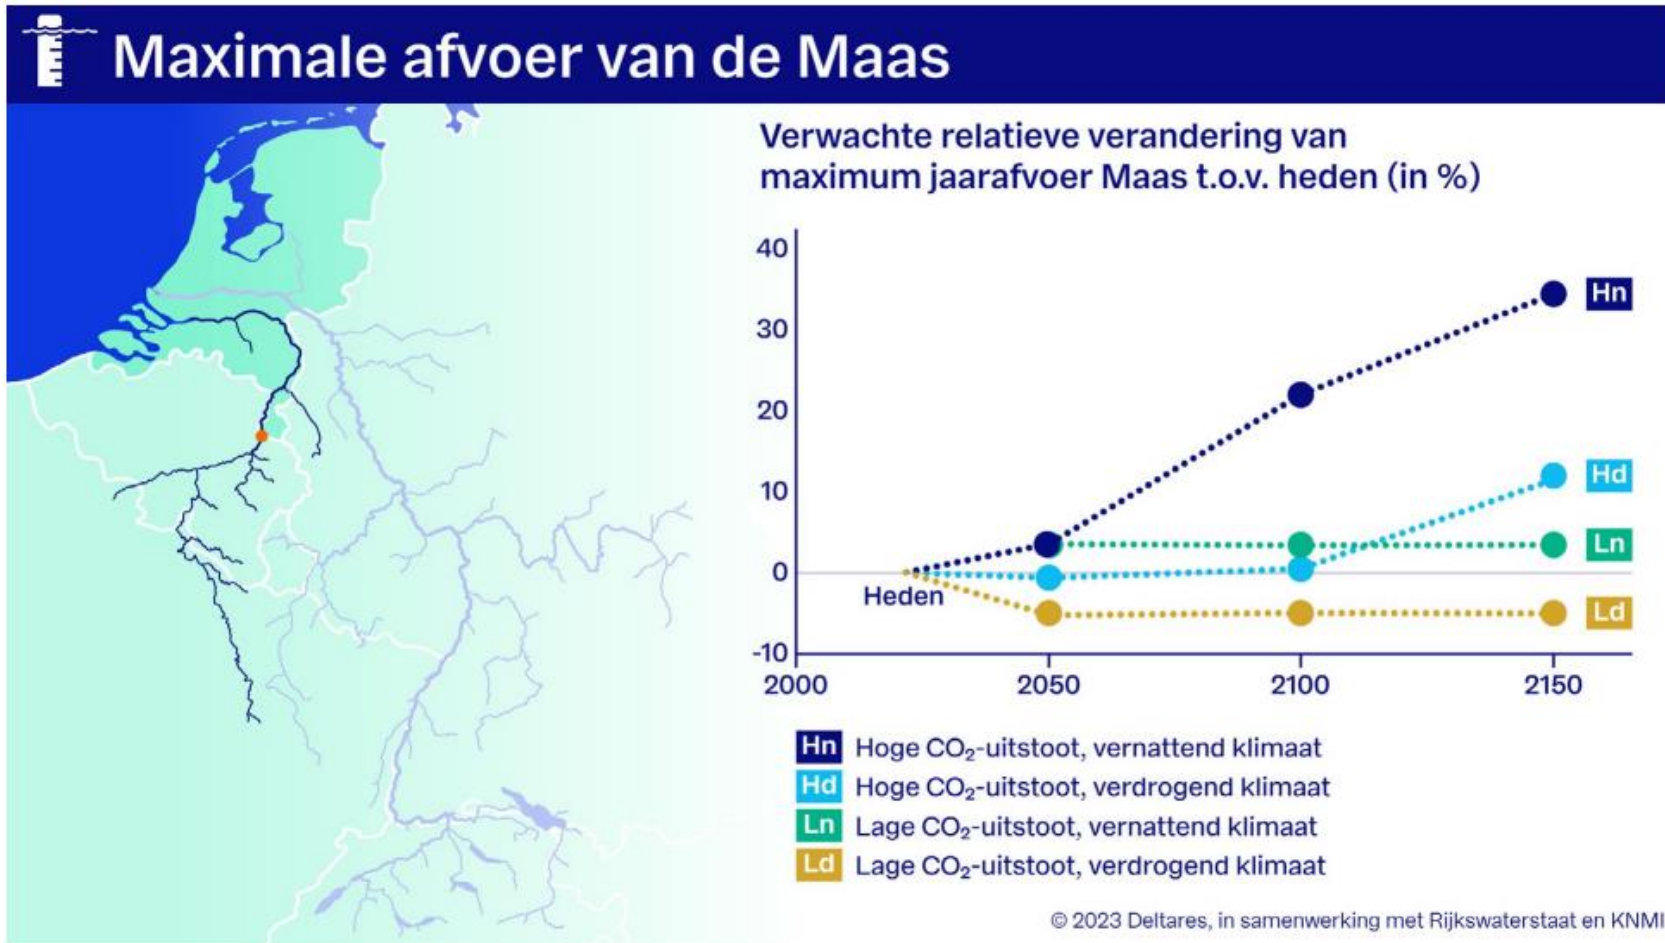 Maximale afvoer van de Maas
Verwachte relatieve verandering van
maximum jaarafvoer Maas t.o.v. heden (in %)
40
30
20
10
0
-10
Heden
Hn
Hd
Ln
Ld
2000
2050
2100
2150
Hn Hoge CO₂-uitstoot, vernattend klimaat
Hd Hoge CO₂-uitstoot, verdrogend klimaat
Ln Lage CO₂-uitstoot, vernattend klimaat
Ld Lage CO₂-uitstoot, verdrogend klimaat
© 2023 Deltares, in samenwerking met Rijkswaterstaat en KNMI